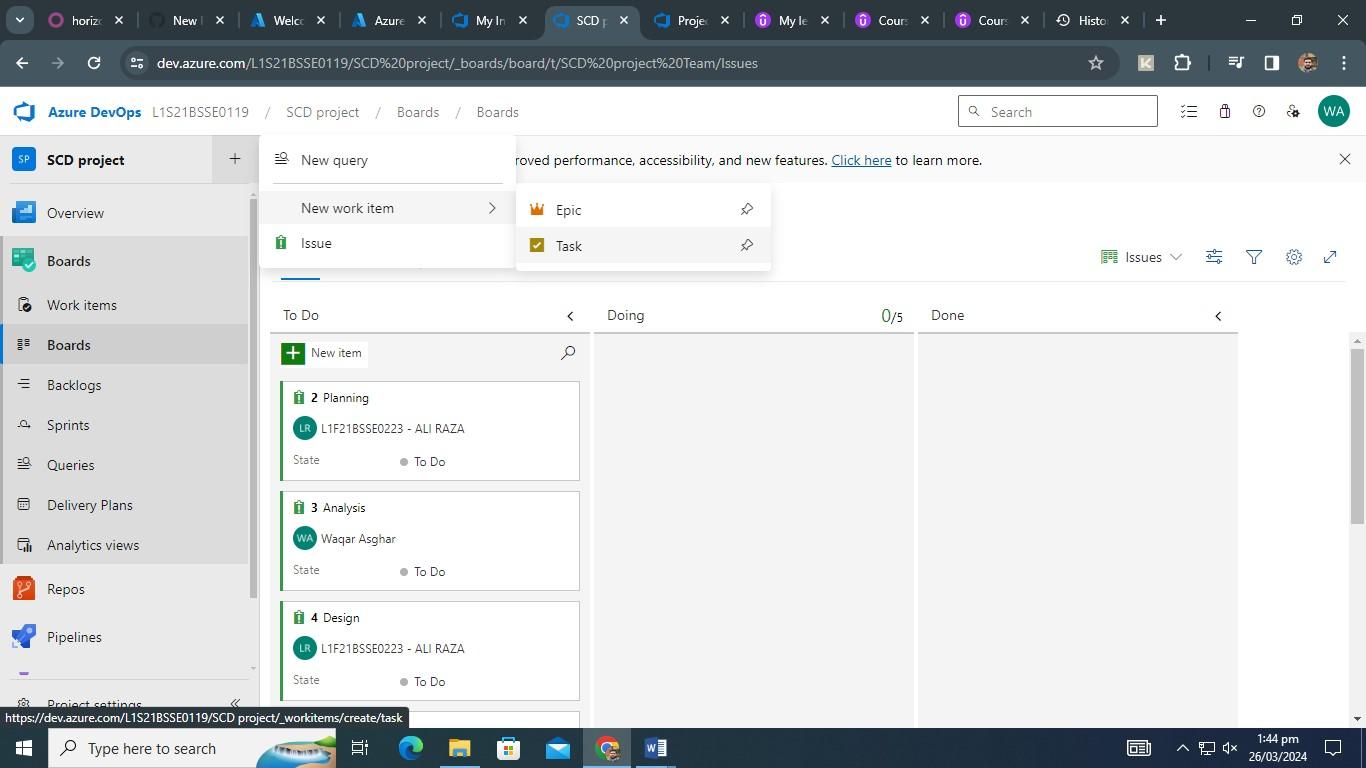 horizo
New I
Welco
Azure
My In
SCD p
Projec
My le
Cours
Cours
Histo
dev.azure.com/L1S21BSSE0119/SCD%20project/_boards/board/t/SCD%20project%20Team/Issues
Azure DevOps L1S21BSSE0119 / SCD project / Boards / Boards
Search
WA
SP SCD project
New query
roved performance, accessibility, and new features. Click here to learn more.
New work item
Issue
Epic
Task
Overview
Boards
Work items
Boards
Backlogs
Sprints
Queries
Delivery Plans
Analytics views
Repos
Pipelines
Project settings
Issues
To Do
Doing 0/5
Done
New item
2 Planning
LR L1F21BSSE0223 - ALI RAZA
State To Do
3 Analysis
WA Waqar Asghar
State To Do
4 Design
LR L1F21BSSE0223 - ALI RAZA
State To Do
https://dev.azure.com/L1S21BSSE0119/SCD project/_workitems/create/task
Type here to search
1:44 pm
26/03/2024